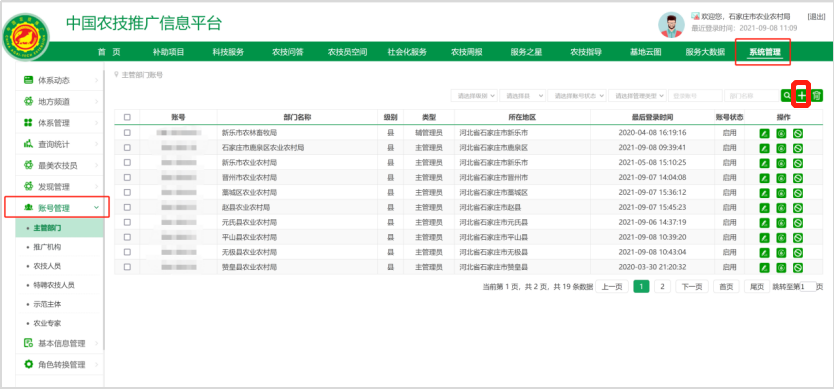 中国农技推广信息平台
欢迎您，石家庄市农业农村局 [退出]
最近登录时间：2021-09-08 11:09
首 页 补助项目 科技服务 农技问答 农技员空间 社会化服务 农技周报 服务之星 农技指导 基地云图 服务大数据 系统管理
体系动态
地方频道
体系管理
查询统计
最美农技员
发现管理
账号管理
主管部门
推广机构
农技人员
特聘农技人员
示范主体
农业专家
基本信息管理
角色转换管理
主管部门账号
请选择级别 请选择县 请选择账号状态 请选择管理类型 登录账号 部门名称
账号 部门名称 级别 类型 所在地区 最后登录时间 账号状态 操作
新乐市农林畜牧局 县 辅管理员 河北省石家庄市新乐市 2020-04-08 16:19:16 启用
石家庄市鹿泉区农业农村局 县 主管理员 河北省石家庄市鹿泉区 2021-09-08 09:39:41 启用
新乐市农业农村局 县 主管理员 河北省石家庄市新乐市 2021-05-08 15:10:25 启用
晋州市农业农村局 县 主管理员 河北省石家庄市晋州市 2021-09-07 14:04:08 启用
藁城区农业农村局 县 主管理员 河北省石家庄市藁城区 2021-09-07 15:36:12 启用
赵县农业农村局 县 主管理员 河北省石家庄市赵县 2021-09-07 15:45:23 启用
元氏县农业农村局 县 主管理员 河北省石家庄市元氏县 2021-09-06 14:37:19 启用
平山县农业农村局 县 主管理员 河北省石家庄市平山县 2021-09-08 10:39:20 启用
无极县农业农村局 县 主管理员 河北省石家庄市无极县 2021-09-08 10:43:04 启用
赞皇县农业农村局 县 主管理员 河北省石家庄市赞皇县 2020-03-30 21:20:32 启用
当前第 1 页，共 2 页，共 19 条数据 上一页 1 2 下一页 首页 尾页 跳转至第1 页